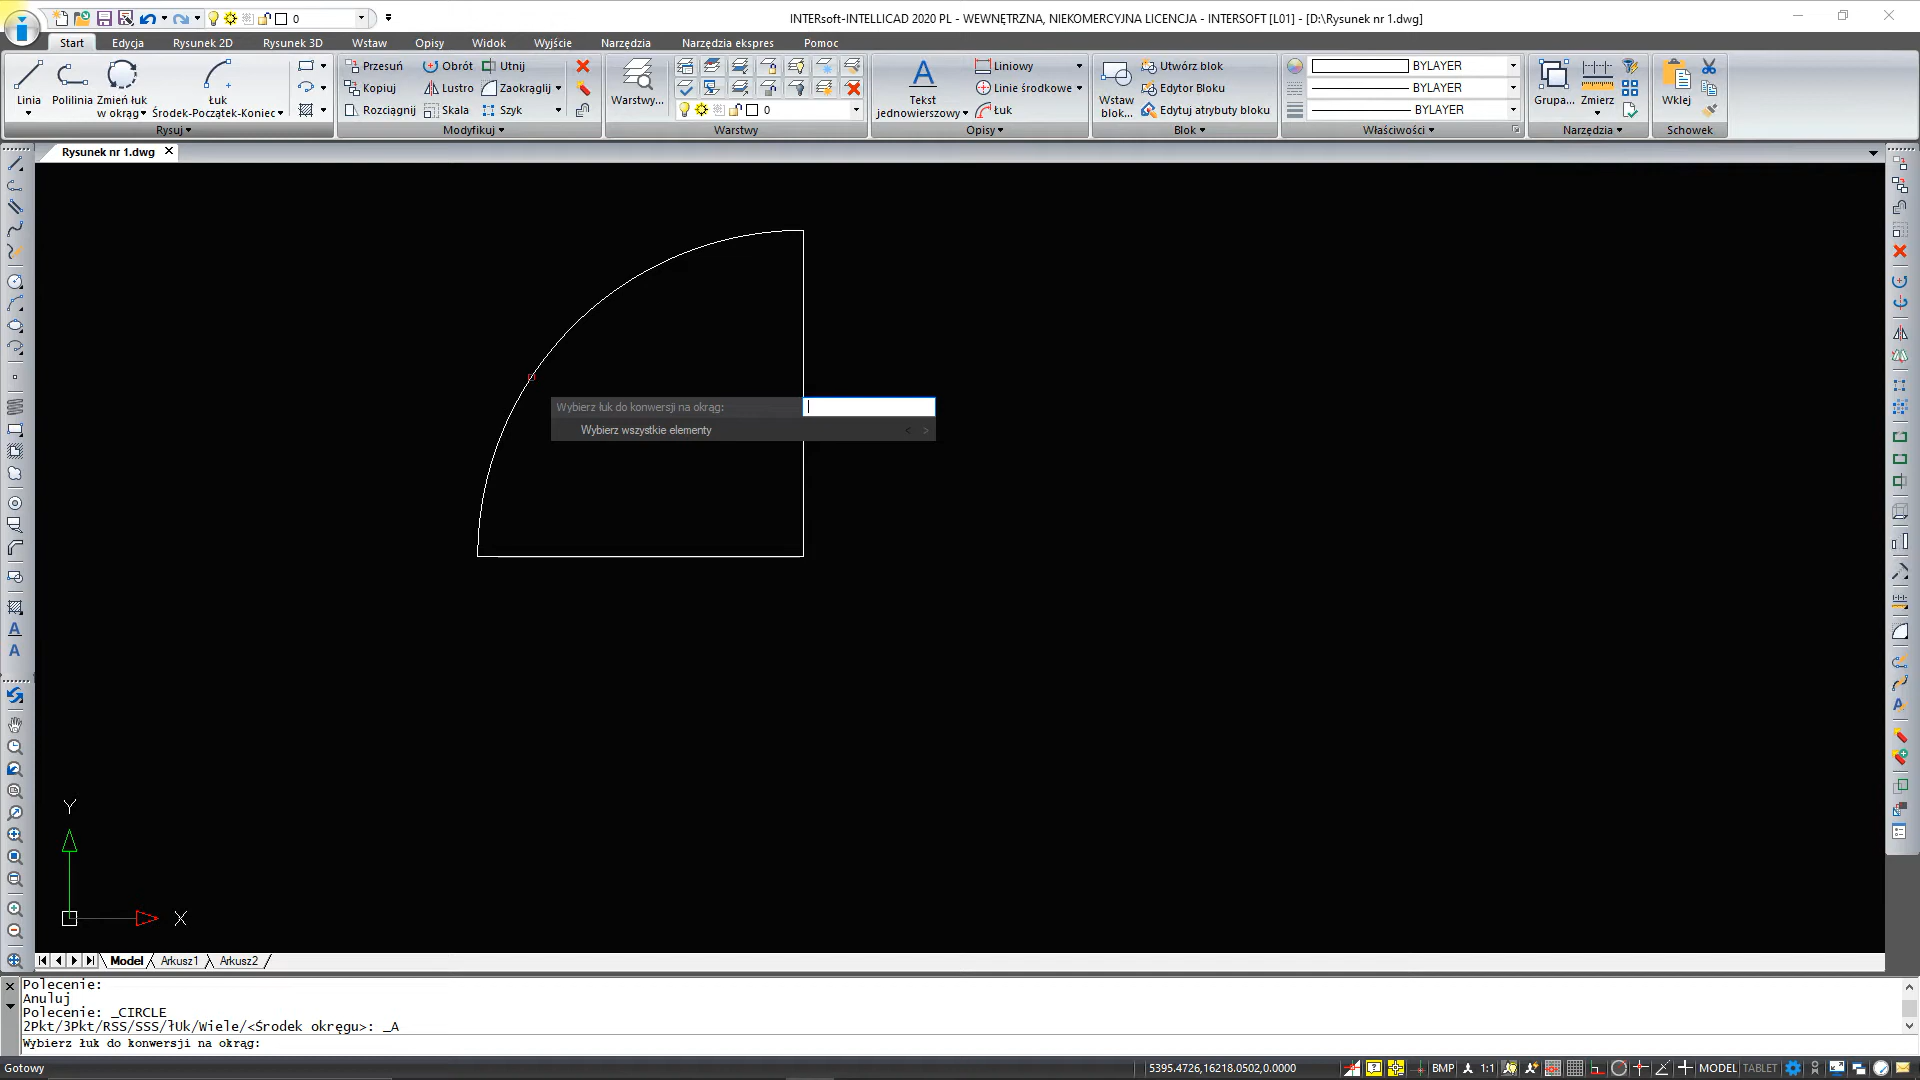 0
INTERsoft-INTELLICAD 2020 PL - WEWNĘTRZNA, NIEKOMERCYJNA LICENCJA - INTERSOFT [L01] - [D:\Rysunek nr 1.dwg]
Start Edycja Rysunek 2D Rysunek 3D Wstaw Opisy Widok Wyjście Narzędzia Narzędzia ekspres Pomoc
Linia
Polilinia
Zmień łuk
w okrąg
Łuk
Środek-Początek-Koniec
Rysuj
Przesuń Obrót Utnij
Kopiuj Lustro Zaokrąglij
Rozciągnij Skala Szyk
Modyfikuj
Warstwy...
0
Warstwy
Tekst
jednowierszowy
Liniowy
Linie środkowe
Łuk
Opisy
Wstaw
blok...
Utwórz blok
Edytor Bloku
Edytuj atrybuty bloku
Blok
BYLAYER
BYLAYER
BYLAYER
Właściwości
Grupa...
Zmierz
Narzędzia
Wklej
Schowek
Rysunek nr 1.dwg
Wybierz łuk do konwersji na okrąg:
Wybierz wszystkie elementy < >
Y
X
Model Arkusz1 Arkusz2
Polecenie:
Anuluj
Polecenie: _CIRCLE
2Pkt/3Pkt/RSS/SSS/łUk/Wiele/<Środek okręgu>: _A
Wybierz łuk do konwersji na okrąg:
Gotowy
5395.4726,16218.0502,0.0000
BMP
1:1
MODEL
TABLET